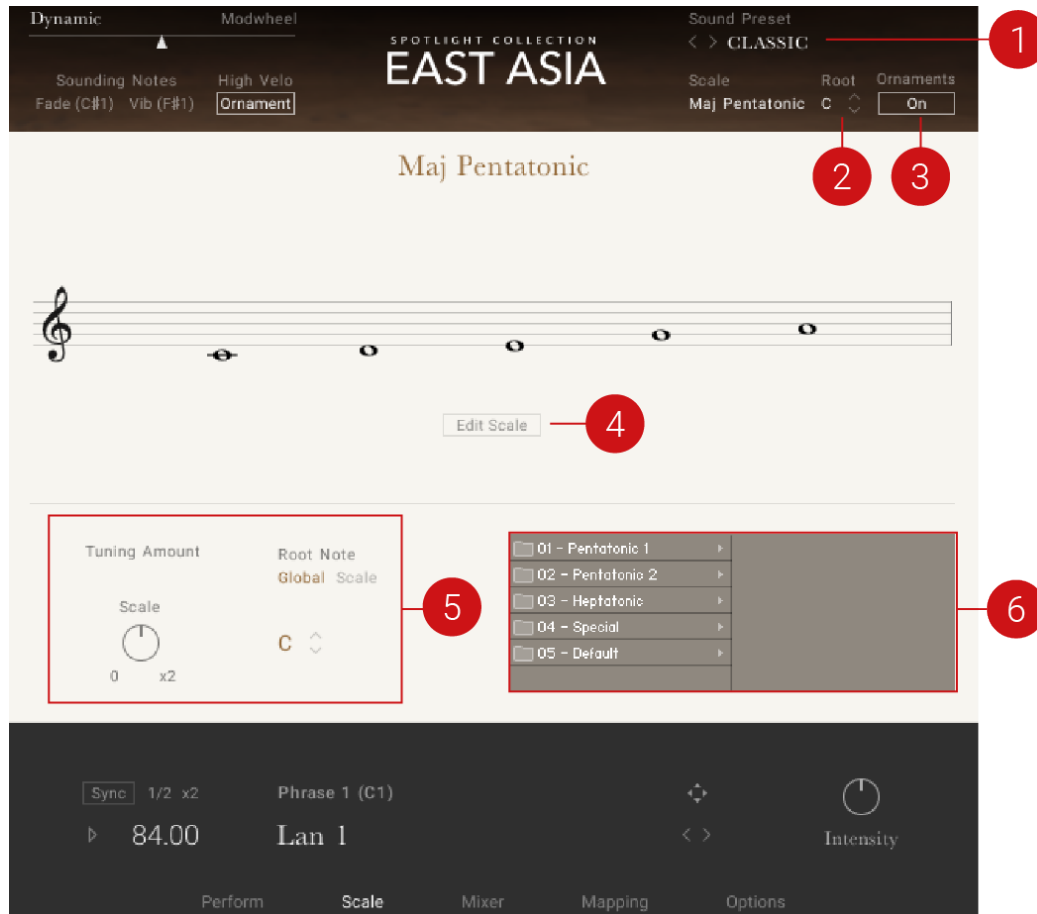 Dynamic Modwheel
Sounding Notes High Velo
Fade (C#1) Vib (F#1) Ornament
SPOTLIGHT COLLECTION
EAST ASIA
Sound Preset
< > CLASSIC
Scale Root Ornaments
Maj Pentatonic C On
1
2
3
Maj Pentatonic
Edit Scale
4
Tuning Amount
Root Note
Global Scale
Scale
C
0 x2
5
01 - Pentatonic 1
02 - Pentatonic 2
03 - Heptatonic
04 - Special
05 - Default
6
Sync 1/2 x2 Phrase 1 (C1)
84.00 Lan 1 < >
Intensity
Perform Scale Mixer Mapping Options